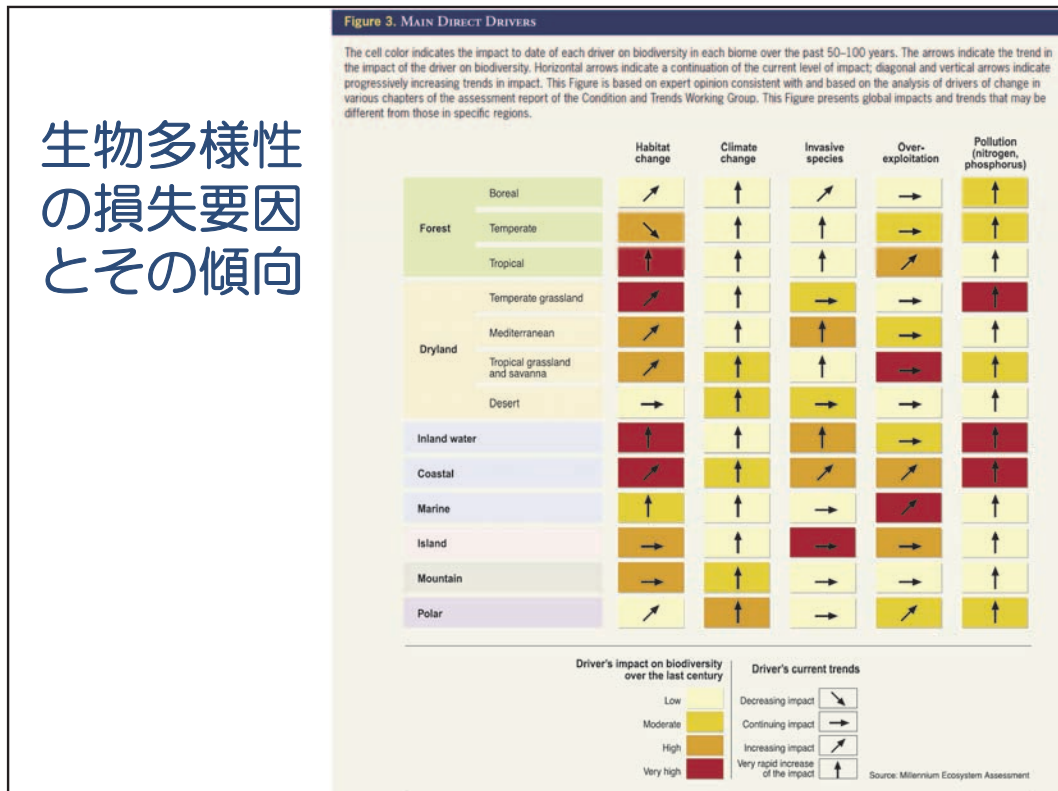 生物多様性
の損失要因
とその傾向
Figure 3. MAIN DIRECT DRIVERS
The cell color indicates the impact to date of each driver on biodiversity in each biome over the past 50–100 years. The arrows indicate the trend in
the impact of the driver on biodiversity. Horizontal arrows indicate a continuation of the current level of impact; diagonal and vertical arrows indicate
progressively increasing trends in impact. This Figure is based on expert opinion consistent with and based on the analysis of drivers of change in
various chapters of the assessment report of the Condition and Trends Working Group. This Figure presents global impacts and trends that may be
different from those in specific regions.
Habitat
change
Climate
change
Invasive
species
Over-
exploitation
Pollution
(nitrogen,
phosphorus)
Forest
Boreal
Temperate
Tropical
Dryland
Temperate grassland
Mediterranean
Tropical grassland
and savanna
Desert
Inland water
Coastal
Marine
Island
Mountain
Polar
Driver's impact on biodiversity
over the last century
Low
Moderate
High
Very high
Driver's current trends
Decreasing impact
Continuing impact
Increasing impact
Very rapid increase
of the impact
Source: Millennium Ecosystem Assessment